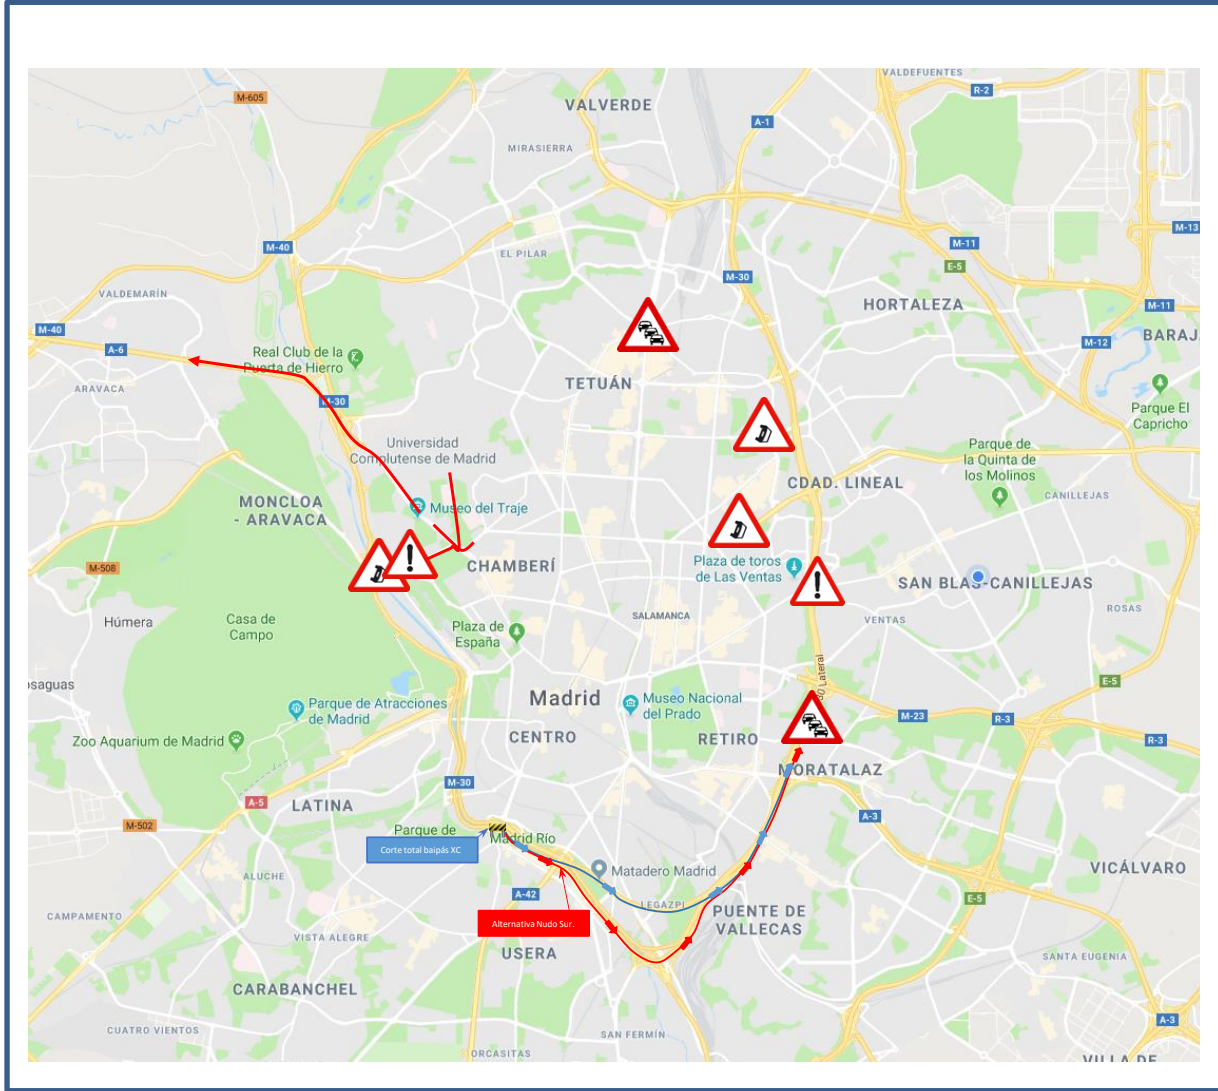 VALDEFUENTES
R-2
M-605
VALVERDE
A-1
MIRASIERRA
M-13
M-40
M-11
EL PILAR
E-5
M-30
VALDEMARÍN
HORTALEZA
M-11
M-40
M-12
BARAJ
A-6
Real Club de la
Puerta de Hierro
TETUÁN
ARAVACA
M-30
Parque El
Capricho
Universidad
Complutense de Madrid
Parque de
la Quinta de
los Molinos
CDAD. LINEAL
CANILLEJAS
MONCLOA
- ARAVACA
Museo del Traje
Plaza de toros
de Las Ventas
M-508
CHAMBERÍ
SAN BLAS-CANILLEJAS
ROSAS
Húmera
Casa de
Campo
Plaza de
España
SALAMANCA
VENTAS
osaguas
30 Lateral
E-5
Parque de Atracciones
de Madrid
Madrid
Museo Nacional
del Prado
M-23
R-3
Zoo Aquarium de Madrid
CENTRO
RETIRO
R-3
MORATALAZ
M-30
A-5
LATINA
A-3
M-502
Parque de
Madrid Río
Corte total baipás XC
Matadero Madrid
VICÁLVARO
ALUCHE
A-42
LEGAZPI
E-5
CAMPAMENTO
Alternativa Nudo Sur.
PUENTE DE
VALLECAS
VISTA ALEGRE
USERA
SANTA EUGENIA
CARABANCHEL
A-3
CUATRO VIENTOS
SAN FERMÍN
ORCASITAS
VILLA DE